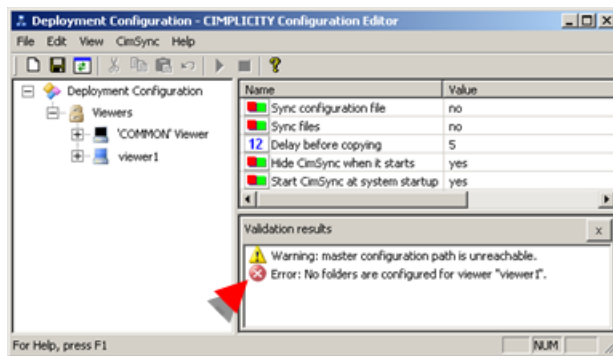 Deployment Configuration - CIMPLICITY Configuration Editor
File Edit View CimSync Help
Deployment Configuration
Viewers
'COMMON' Viewer
viewer1
Name Value
Sync configuration file no
Sync files no
12 Delay before copying 5
Hide CimSync when it starts yes
Start CimSync at system startup yes
Validation results x
Warning: master configuration path is unreachable.
Error: No folders are configured for viewer "viewer1".
For Help, press F1 NUM